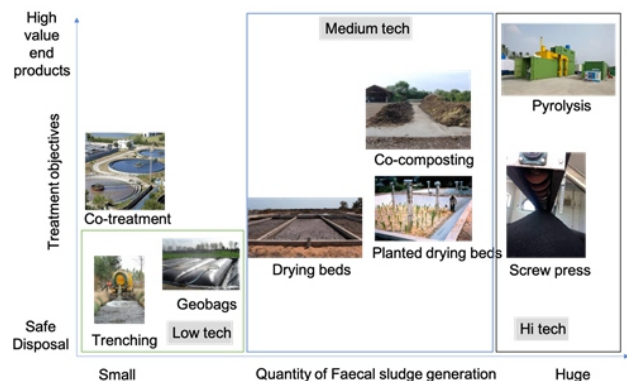 High
value
end
products
Medium tech
Pyrolysis
Co-composting
Treatment objectives
Co-treatment
Drying beds
Planted drying beds
Screw press
Geobags
Trenching
Low tech
Hi tech
Safe
Disposal
Small
Quantity of Faecal sludge generation
Huge